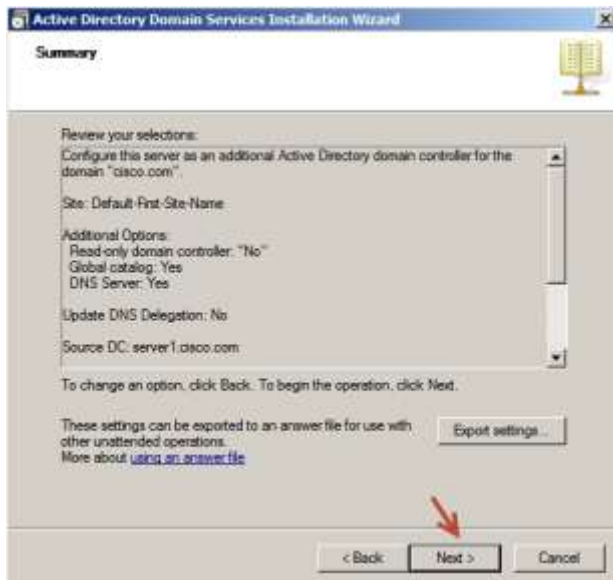 Active Directory Domain Services Installation Wizard
Summary
Review your selections:
Configure this server as an additional Active Directory domain controller for the
domain "cisco.com".
Site: Default-First-Site-Name
Additional Options:
Read-only domain controller: "No"
Global catalog: Yes
DNS Server: Yes
Update DNS Delegation: No
Source DC: server1.cisco.com
To change an option, click Back. To begin the operation, click Next.
These settings can be exported to an answer file for use with
other unattended operations.
More about using an answer file
Export settings...
< Back
Next >
Cancel